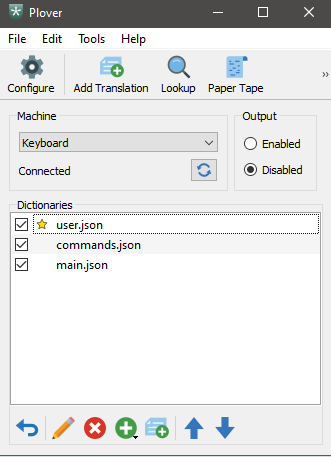 Plover
File Edit Tools Help
Configure Add Translation Lookup Paper Tape »
Machine
Keyboard
Connected
Output
Enabled
Disabled
Dictionaries
user.json
commands.json
main.json